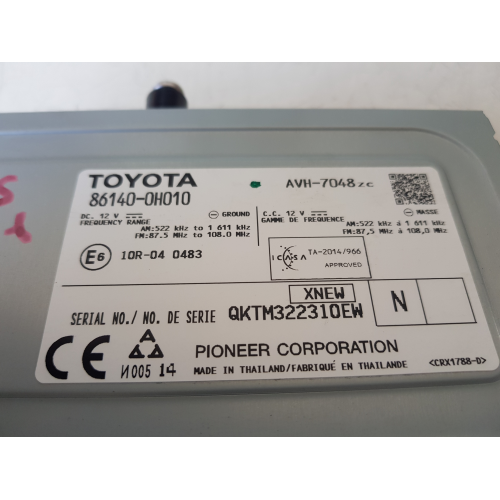 TOYOTA
86140-0H010
AVH-7048zc
DC. 12 V ⎓ ⊖ GROUND
FREQUENCY RANGE
AM:522 kHz to 1 611 kHz
FM:87.5 MHz to 108.0 MHz
C.C. 12 V ⎓ ⊖ MASSE
GAMME DE FREQUENCE
AM:522 kHz á 1 611 kHz
FM:87,5 MHz á 108,0 MHz
E6 10R-04 0483
ICASA TA-2014/966
APPROVED
XNEW
N
SERIAL NO./ NO. DE SERIE QKTM322310EW
CE
И005 14
PIONEER CORPORATION
MADE IN THAILAND/FABRIQUÉ EN THAILANDE
<CRX1788-D>